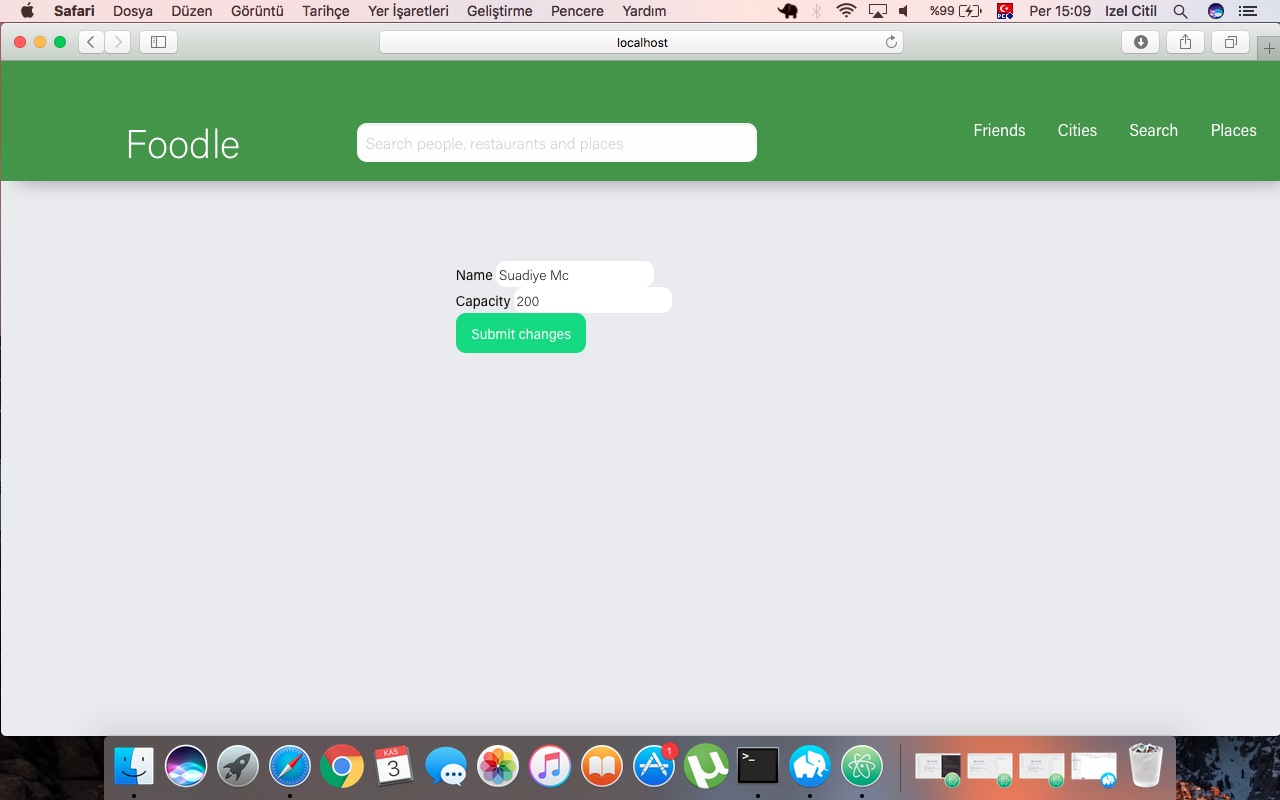 Safari Dosya Düzen Görüntü Tarihçe Yer İşaretleri Geliştirme Pencere Yardım %99 Per 15:09 Izel Citil
localhost
Foodle
Search people, restaurants and places
Friends Cities Search Places
Name Suadiye Mc
Capacity 200
Submit changes
KAS
3
1
>_